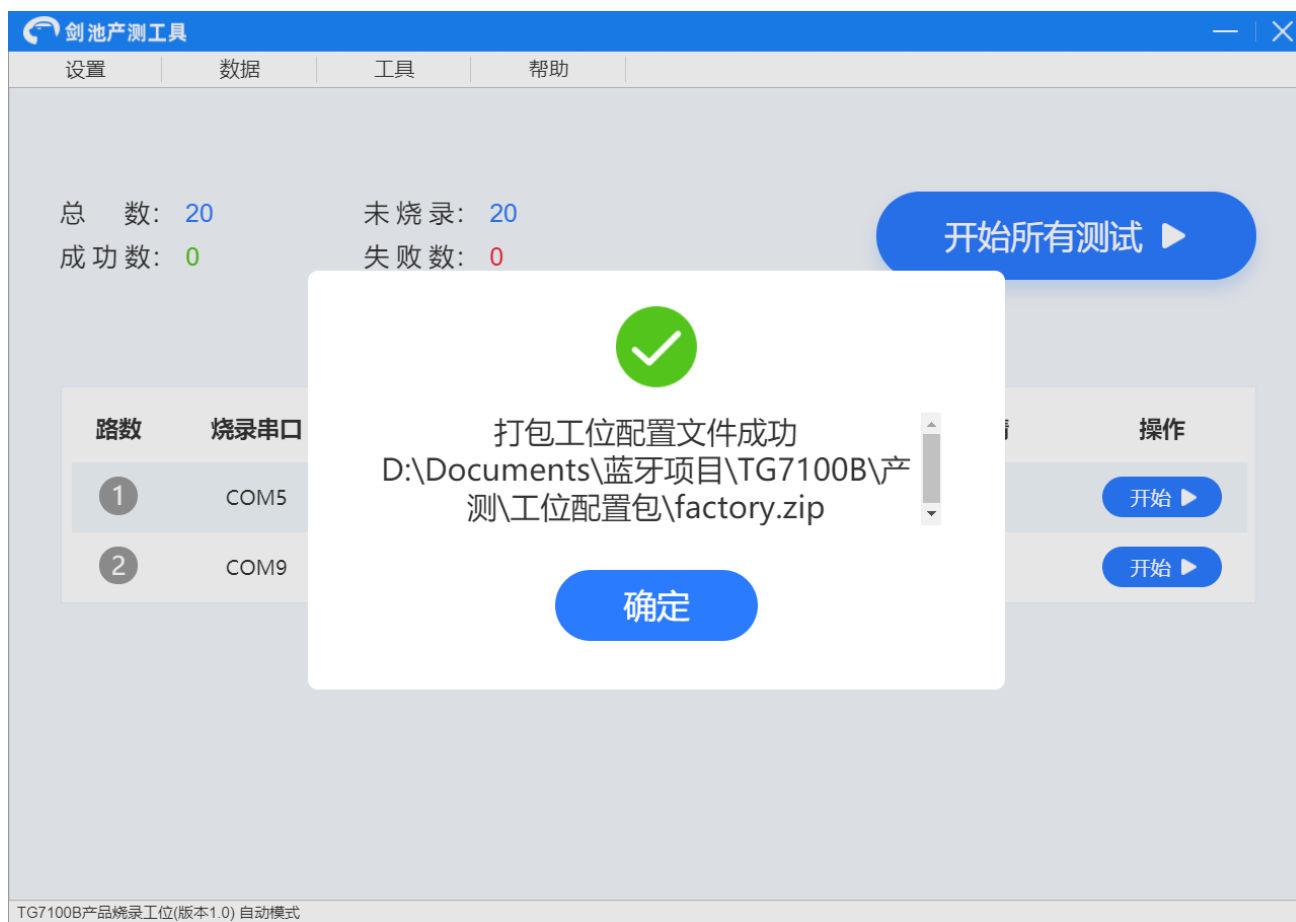 剑池产测工具
设置 数据 工具 帮助
总 数: 20 未烧录: 20
成功数: 0 失败数: 0
开始所有测试
打包工位配置文件成功
D:\Documents\蓝牙项目\TG7100B\产
测\工位配置包\factory.zip
确定
路数 烧录串口 操作
1 COM5 开始
2 COM9 开始
TG7100B产品烧录工位(版本1.0) 自动模式